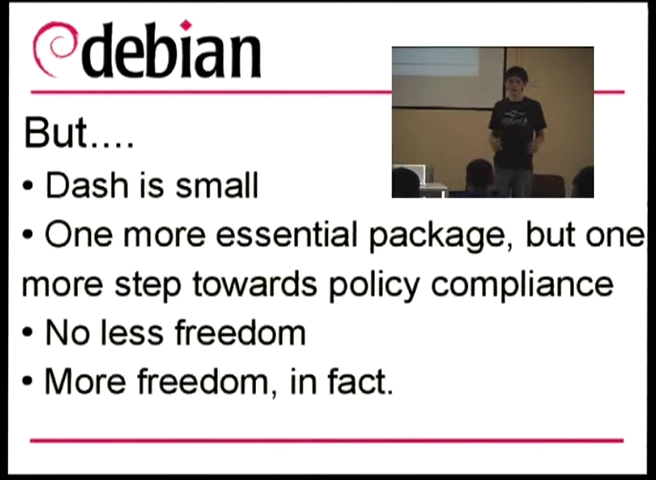 debian
But....
• Dash is small
• One more essential package, but one
more step towards policy compliance
• No less freedom
• More freedom, in fact.